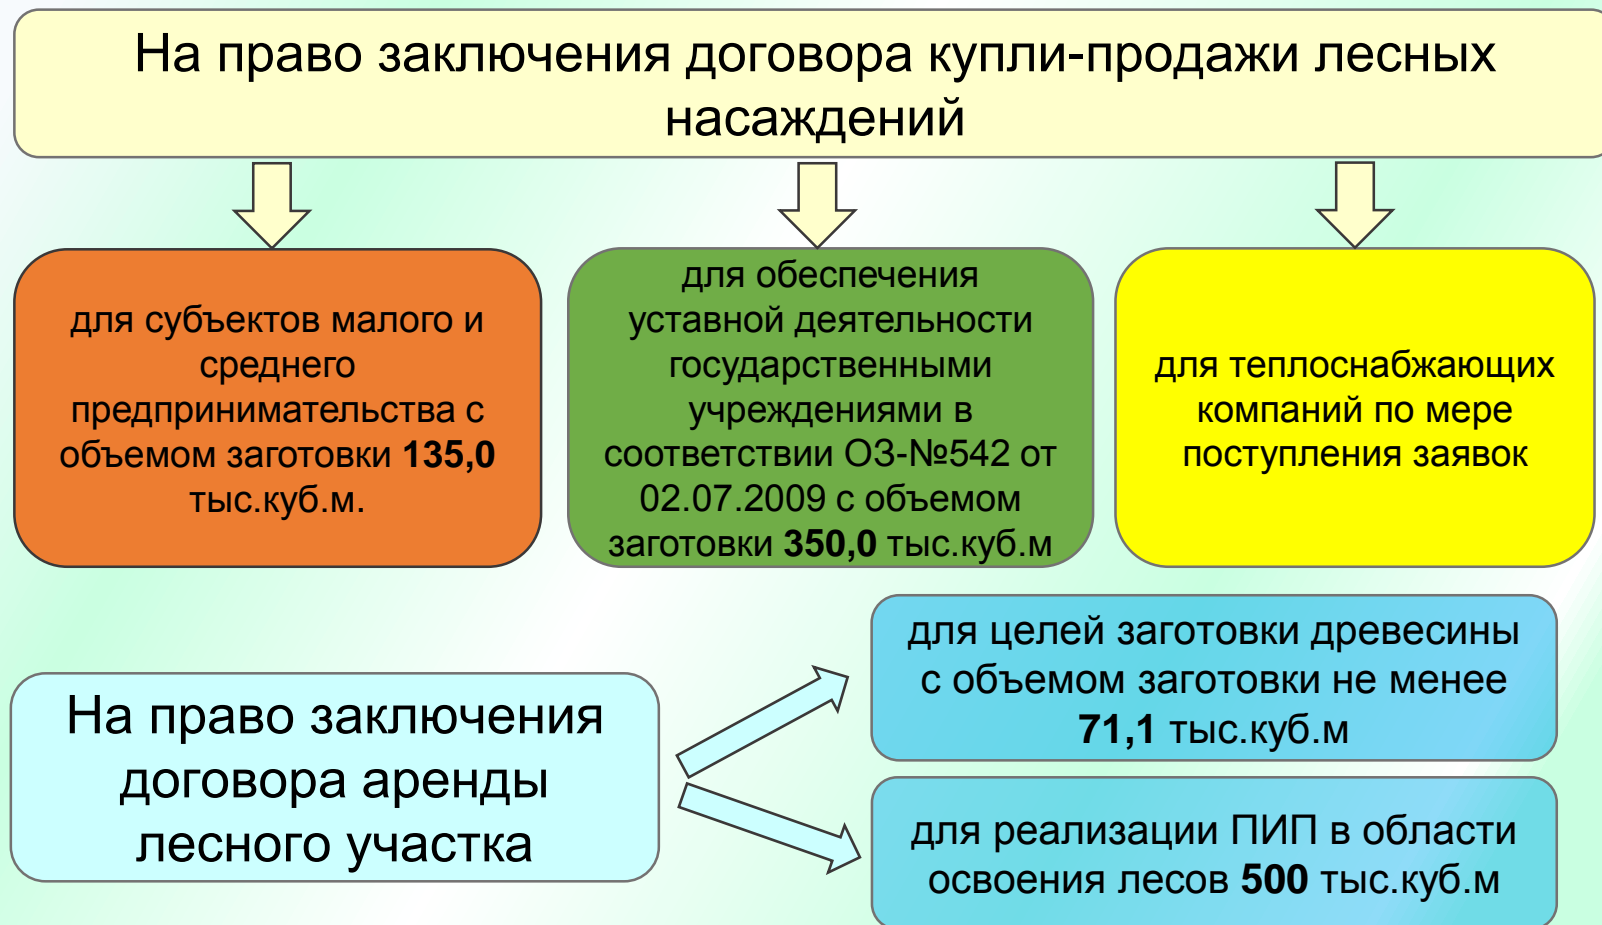 На право заключения договора купли-продажи лесных
насаждений
для субъектов малого и
среднего
предпринимательства с
объемом заготовки 135,0
тыс.куб.м.
для обеспечения
уставной деятельности
государственными
учреждениями в
соответствии ОЗ-№542 от
02.07.2009 с объемом
заготовки 350,0 тыс.куб.м
для теплоснабжающих
компаний по мере
поступления заявок
На право заключения
договора аренды
лесного участка
для целей заготовки древесины
с объемом заготовки не менее
71,1 тыс.куб.м
для реализации ПИП в области
освоения лесов 500 тыс.куб.м